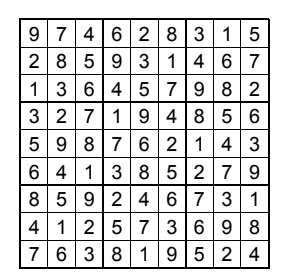 9 7 4 6 2 8 3 1 5
2 8 5 9 3 1 4 6 7
1 3 6 4 5 7 9 8 2
3 2 7 1 9 4 8 5 6
5 9 8 7 6 2 1 4 3
6 4 1 3 8 5 2 7 9
8 5 9 2 4 6 7 3 1
4 1 2 5 7 3 6 9 8
7 6 3 8 1 9 5 2 4